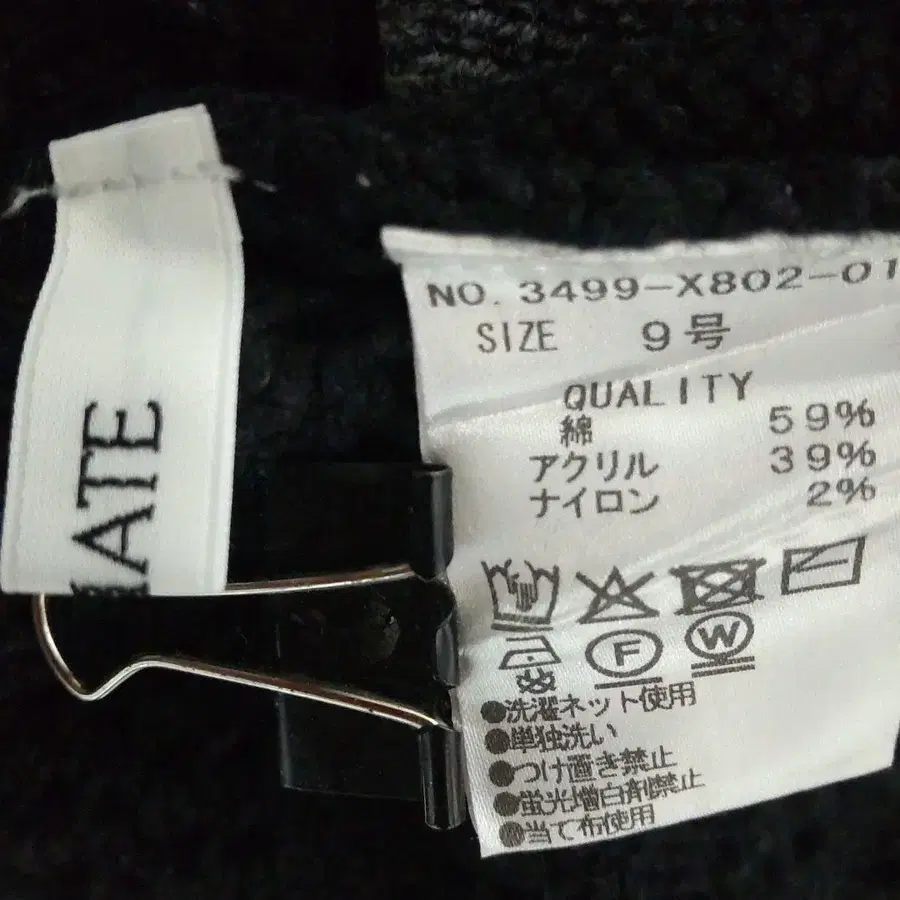 ATE
NO. 3499-X802-01
SIZE 9号
QUALITY
綿 59%
アクリル 39%
ナイロン 2%
F W
●洗濯ネット使用
●単独洗い
●つけ置き禁止
●蛍光増白剤禁止
●当て布使用